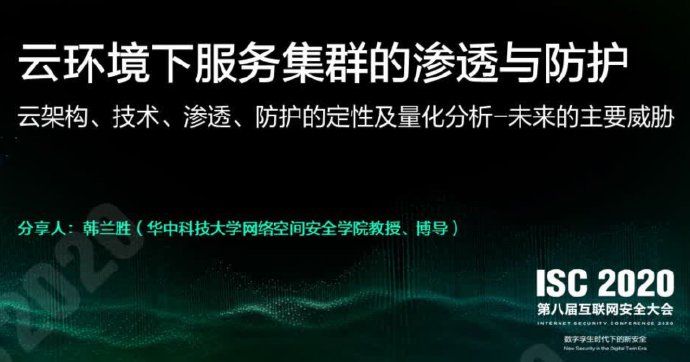 云环境下服务集群的渗透与防护
云架构、技术、渗透、防护的定性及量化分析–未来的主要威胁
分享人：韩兰胜（华中科技大学网络空间安全学院教授、博导）
ISC 2020
第八届互联网安全大会
INTERNET SECURITY CONFERENCE 2020
数字孪生时代下的新安全
New Security in the Digital Twin Era
2020
2020